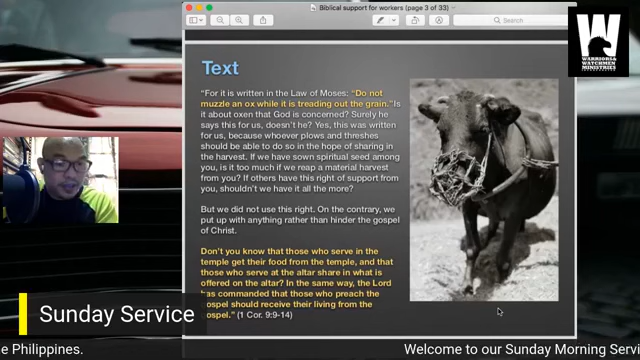 Biblical support for workers (page 3 of 33)
Search
WARRIORS &
WATCHMEN
MINISTRIES
Text
“For it is written in the Law of Moses: “Do not
muzzle an ox while it is treading out the grain.”Is
it about oxen that God is concerned? Surely he
says this for us, doesn’t he? Yes, this was written
for us, because whoever plows and threshes
should be able to do so in the hope of sharing in
the harvest. If we have sown spiritual seed among
you, is it too much if we reap a material harvest
from you? If others have this right of support from
you, shouldn’t we have it all the more?
But we did not use this right. On the contrary, we
put up with anything rather than hinder the gospel
of Christ.
Don’t you know that those who serve in the
temple get their food from the temple, and that
those who serve at the altar share in what is
offered on the altar? In the same way, the Lord
has commanded that those who preach the
gospel should receive their living from the
gospel.” (1 Cor. 9:9-14)
Sunday Service
e Philippines.
Welcome to our Sunday Morning Servi